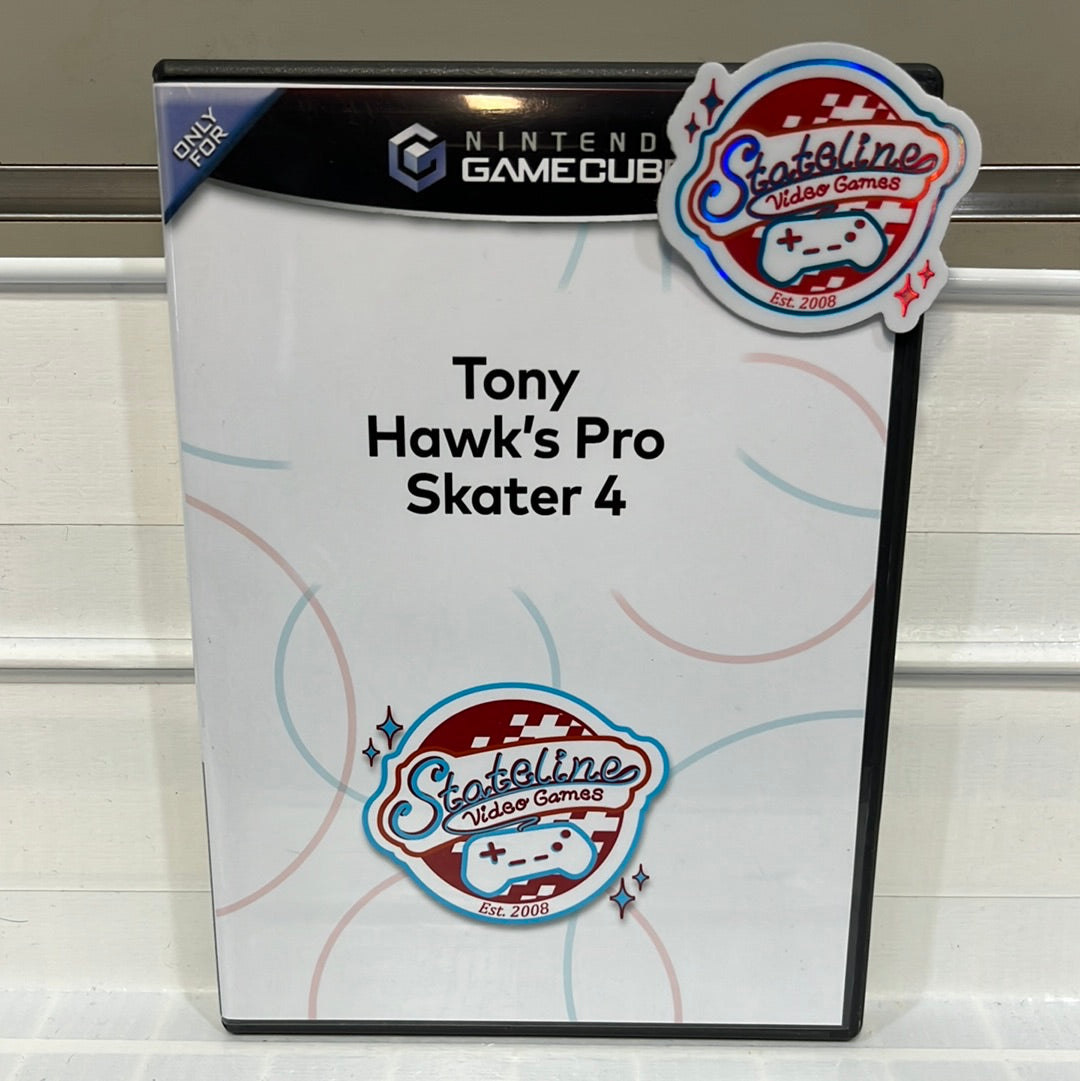 ONLY
FOR
NINTENDO
GAMECUBE
Stateline
Video Games
Est. 2008
Tony
Hawk's Pro
Skater 4
Stateline
Video Games
Est. 2008